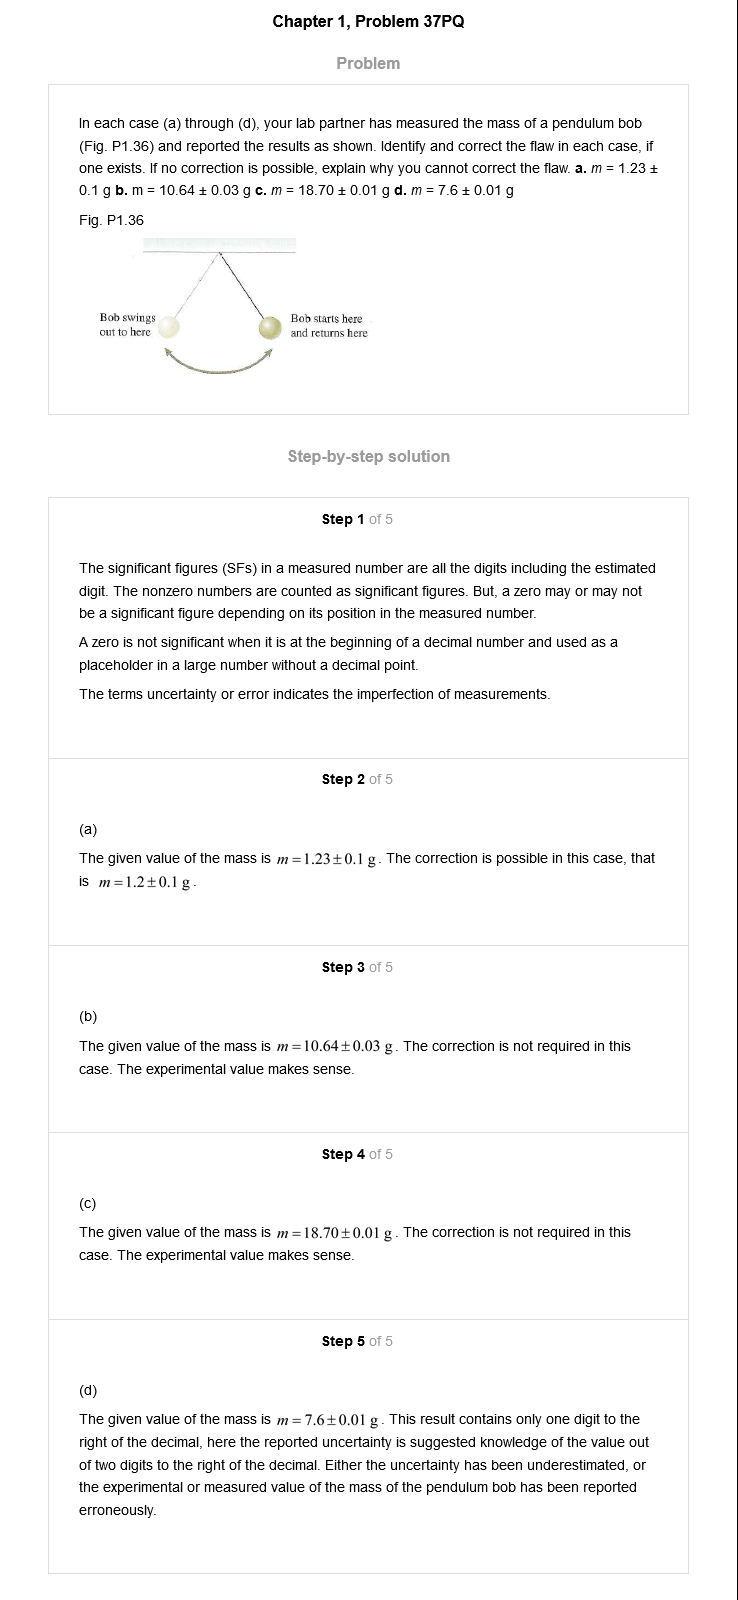 Chapter 1, Problem 37PQ
Problem
In each case (a) through (d), your lab partner has measured the mass of a pendulum bob
(Fig. P1.36) and reported the results as shown. Identify and correct the flaw in each case, if
one exists. If no correction is possible, explain why you cannot correct the flaw. a. m = 1.23 ±
0.1 g b. m = 10.64 ± 0.03 g c. m = 18.70 ± 0.01 g d. m = 7.6 ± 0.01 g
Fig. P1.36
Bob swings
out to here
Bob starts here
and returns here
Step-by-step solution
Step 1 of 5
The significant figures (SFs) in a measured number are all the digits including the estimated
digit. The nonzero numbers are counted as significant figures. But, a zero may or may not
be a significant figure depending on its position in the measured number.
A zero is not significant when it is at the beginning of a decimal number and used as a
placeholder in a large number without a decimal point.
The terms uncertainty or error indicates the imperfection of measurements.
Step 2 of 5
(a)
The given value of the mass is m = 1.23 ± 0.1 g. The correction is possible in this case, that
is m = 1.2 ± 0.1 g.
Step 3 of 5
(b)
The given value of the mass is m = 10.64 ± 0.03 g. The correction is not required in this
case. The experimental value makes sense.
Step 4 of 5
(c)
The given value of the mass is m = 18.70 ± 0.01 g. The correction is not required in this
case. The experimental value makes sense.
Step 5 of 5
(d)
The given value of the mass is m = 7.6 ± 0.01 g. This result contains only one digit to the
right of the decimal, here the reported uncertainty is suggested knowledge of the value out
of two digits to the right of the decimal. Either the uncertainty has been underestimated, or
the experimental or measured value of the mass of the pendulum bob has been reported
erroneously.